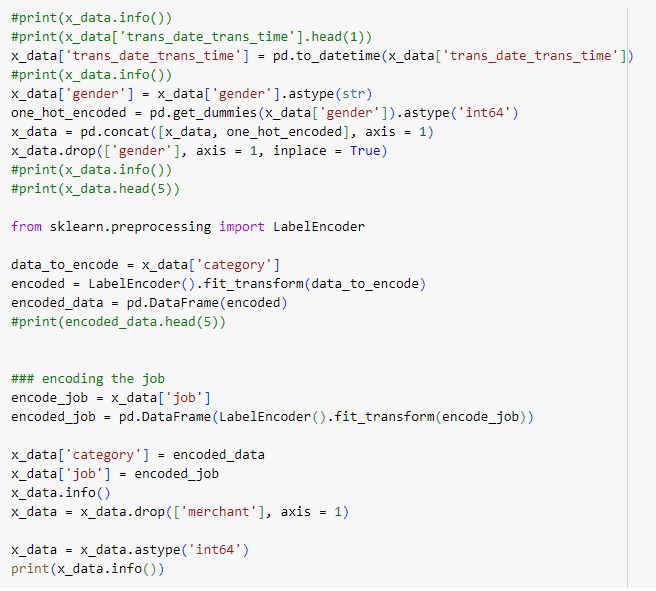 #print(x_data.info())
#print(x_data['trans_date_trans_time'].head(1))
x_data['trans_date_trans_time'] = pd.to_datetime(x_data['trans_date_trans_time'])
#print(x_data.info())
x_data['gender'] = x_data['gender'].astype(str)
one_hot_encoded = pd.get_dummies(x_data['gender']).astype('int64')
x_data = pd.concat([x_data, one_hot_encoded], axis = 1)
x_data.drop(['gender'], axis = 1, inplace = True)
#print(x_data.info())
#print(x_data.head(5))
from sklearn.preprocessing import LabelEncoder
data_to_encode = x_data['category']
encoded = LabelEncoder().fit_transform(data_to_encode)
encoded_data = pd.DataFrame(encoded)
#print(encoded_data.head(5))
### encoding the job
encode_job = x_data['job']
encoded_job = pd.DataFrame(LabelEncoder().fit_transform(encode_job))
x_data['category'] = encoded_data
x_data['job'] = encoded_job
x_data.info()
x_data = x_data.drop(['merchant'], axis = 1)
x_data = x_data.astype('int64')
print(x_data.info())